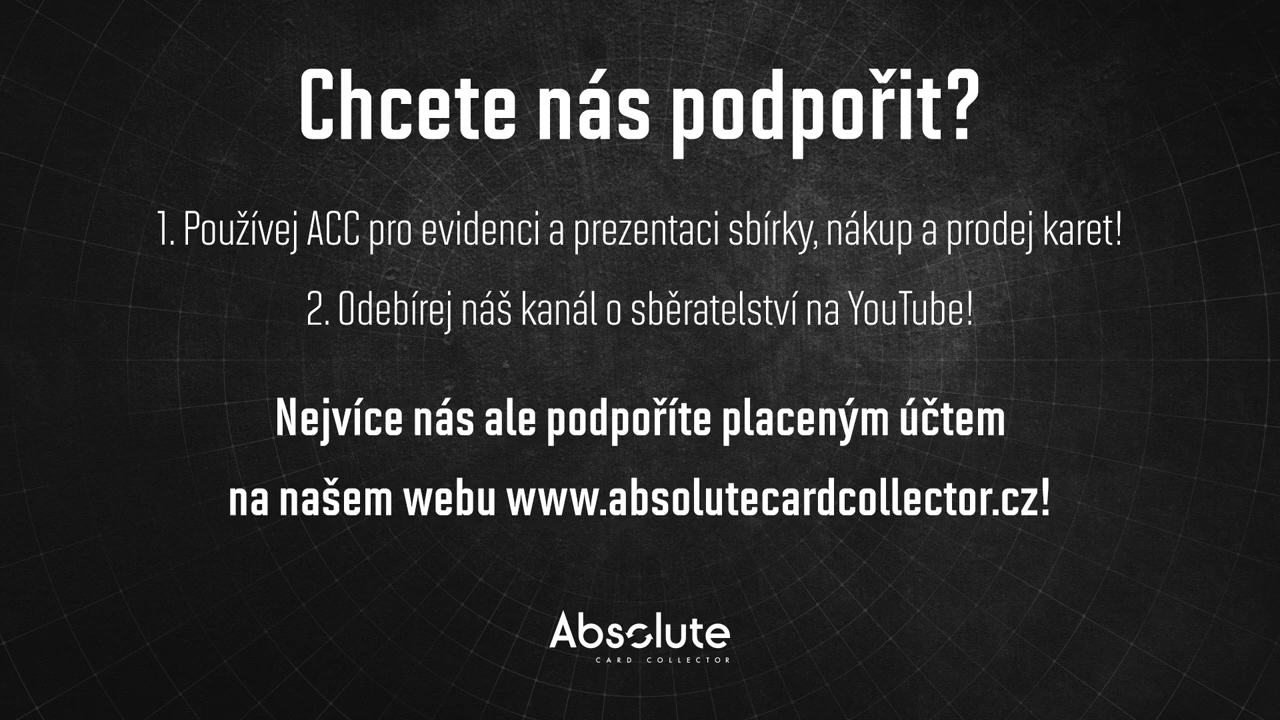 Chcete nás podpořit?
1. Používej ACC pro evidenci a prezentaci sbírky, nákup a prodej karet!
2. Odebírej náš kanál o sběratelství na YouTube!
Nejvíce nás ale podpoříte placeným účtem
na našem webu www.absolutecardcollector.cz!
Absolute
CARD COLLECTOR